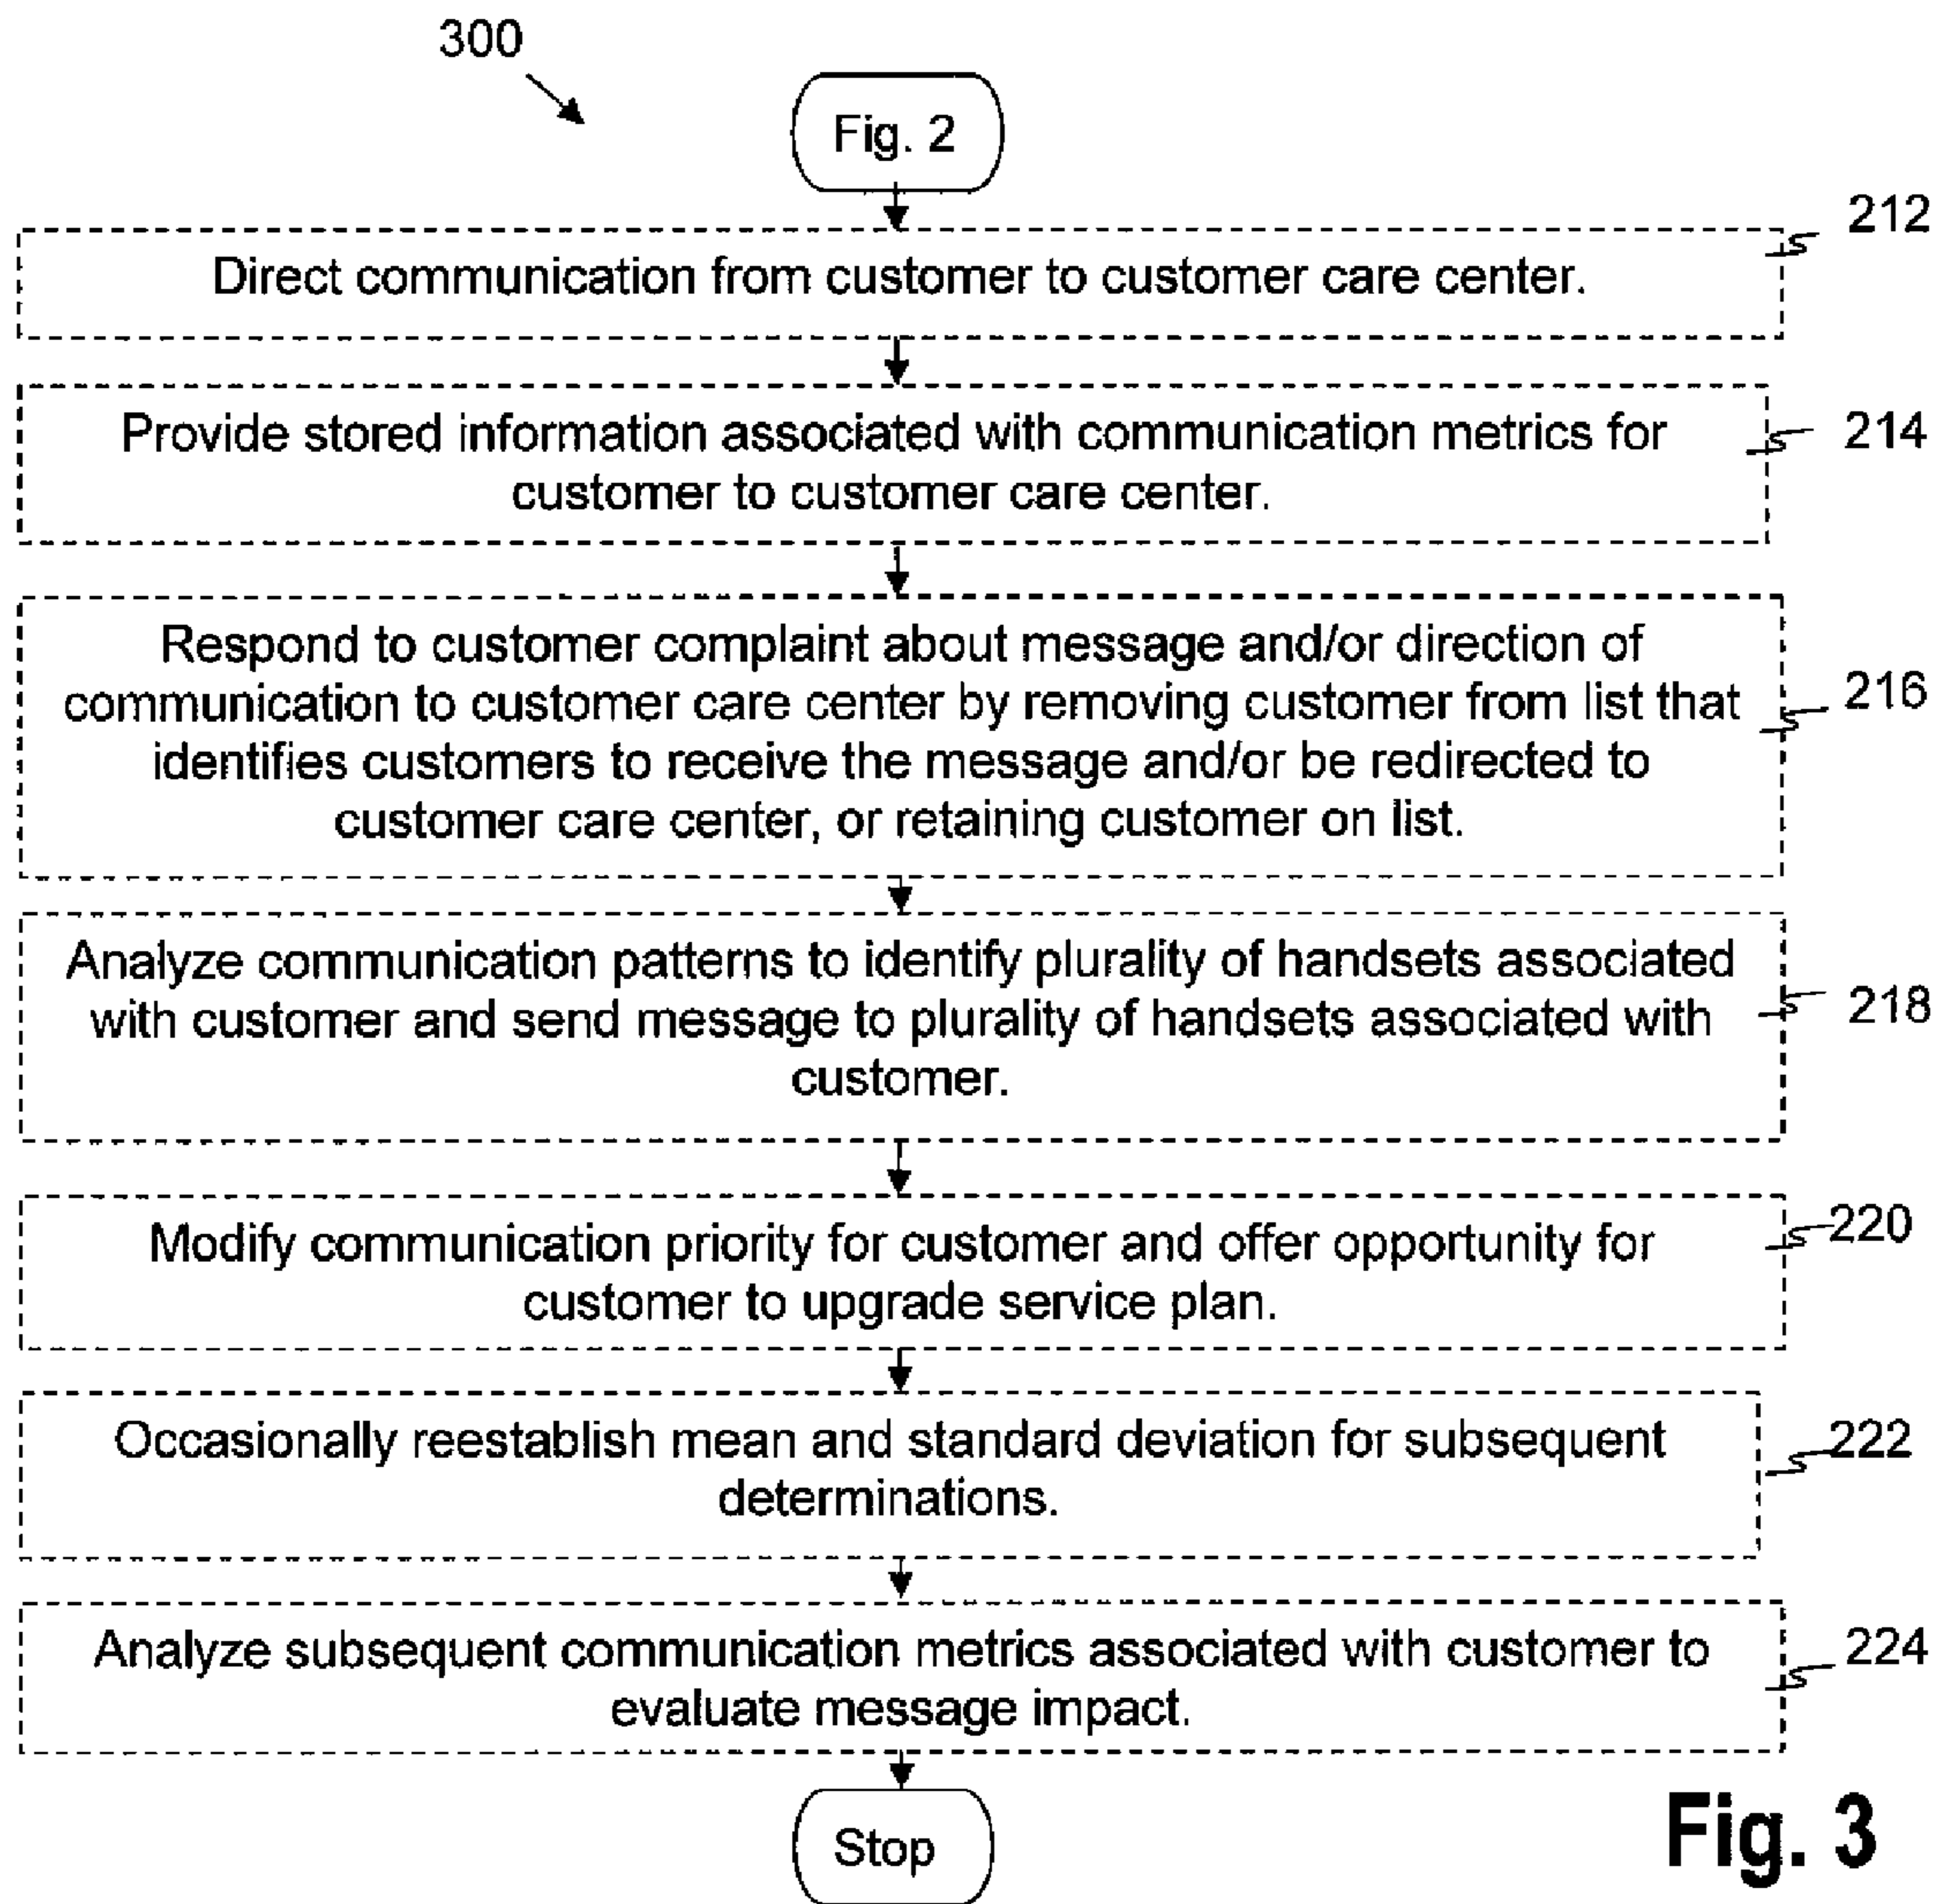 300
Fig. 2
212
Direct communication from customer to customer care center.
Provide stored information associated with communication metrics for
customer to customer care center.
214
Respond to customer complaint about message and/or direction of
communication to customer care center by removing customer from list that
identifies customers to receive the message and/or be redirected to
customer care center, or retaining customer on list.
216
Analyze communication patterns to identify plurality of handsets associated
with customer and send message to plurality of handsets associated with
customer.
218
Modify communication priority for customer and offer opportunity for
customer to upgrade service plan.
220
Occasionally reestablish mean and standard deviation for subsequent
determinations.
222
Analyze subsequent communication metrics associated with customer to
evaluate message impact.
224
Stop
Fig. 3